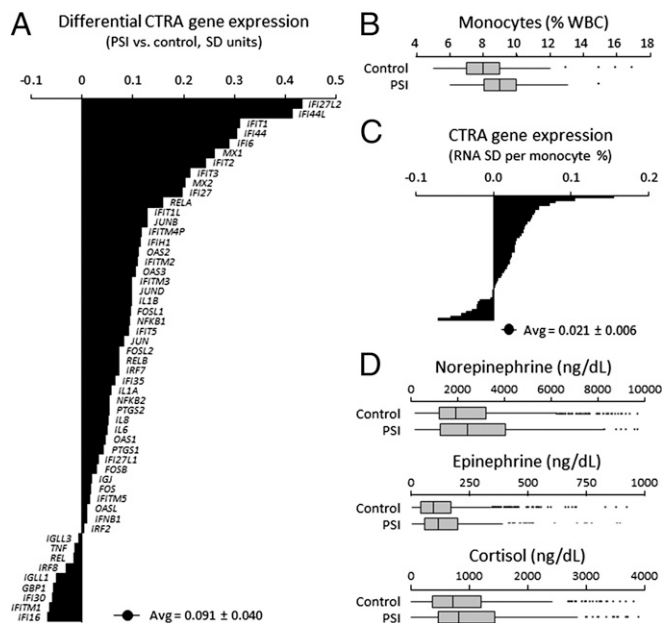 A
Differential CTRA gene expression
(PSI vs. control, SD units)
-0.1 0.0 0.1 0.2 0.3 0.4 0.5
IFI27L2
IFI44L
IFIT1
IFI44
IFI6
MX1
IFIT2
IFIT3
MX2
IFI27
RELA
IFIT1L
JUNB
IFITM4P
IFIH1
OAS2
IFITM2
OAS3
IFITM3
JUND
IL1B
FOSL1
NFKB1
IFIT5
JUN
FOSL2
RELB
IRF7
IFI35
IL1A
NFKB2
PTGS2
IL8
IL6
OAS1
PTGS1
IFI27L1
FOSB
IGJ
FOS
IFITM5
OASL
IFNB1
IRF2
IGLL3
TNF
REL
IRF8
IGLL1
GBP1
IFI30
IFITM1
IFI16
Avg = 0.091 ± 0.040
B
Monocytes (% WBC)
4 6 8 10 12 14 16 18
Control
PSI
C
CTRA gene expression
(RNA SD per monocyte %)
-0.1 0.0 0.1 0.2
Avg = 0.021 ± 0.006
D
Norepinephrine (ng/dL)
0 2000 4000 6000 8000 10000
Control
PSI
Epinephrine (ng/dL)
0 250 500 750 1000
Control
PSI
Cortisol (ng/dL)
0 1000 2000 3000 4000
Control
PSI